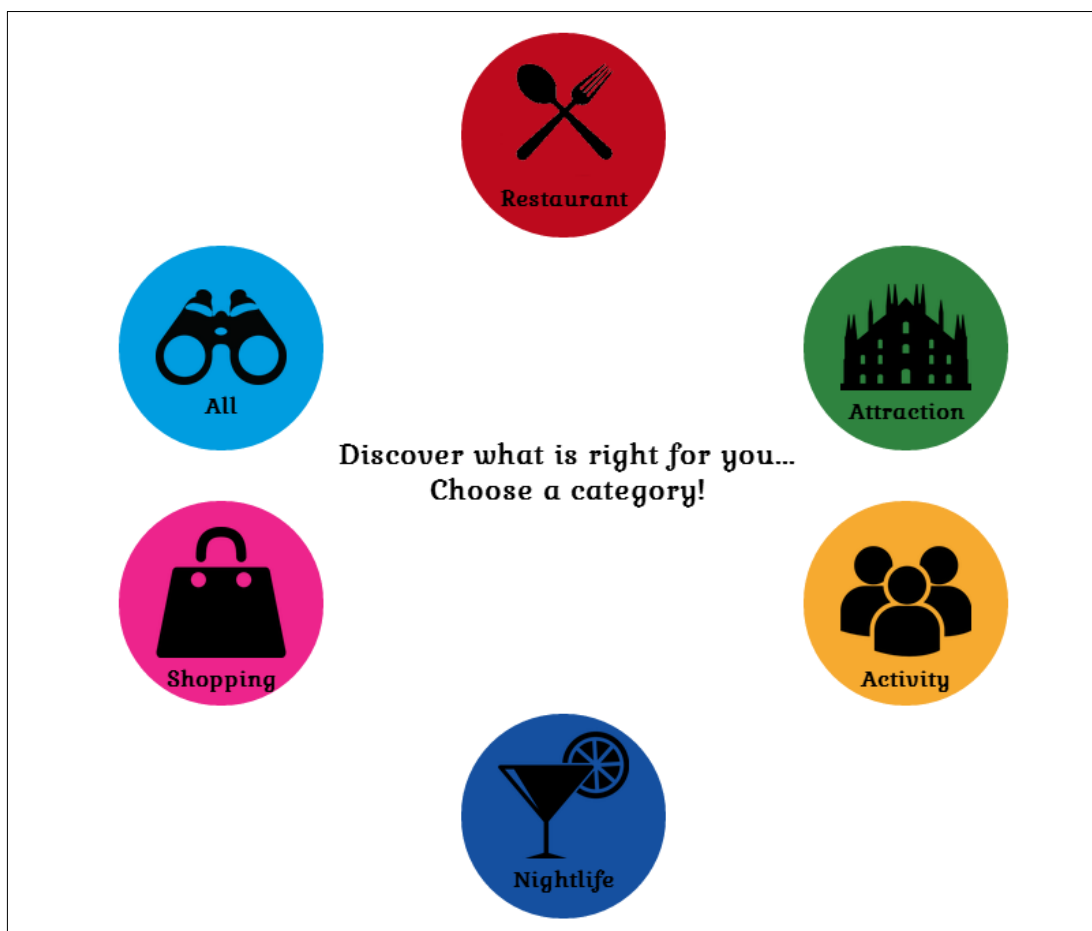 Restaurant
All
Attraction
Discover what is right for you...
Choose a category!
Shopping
Activity
Nightlife